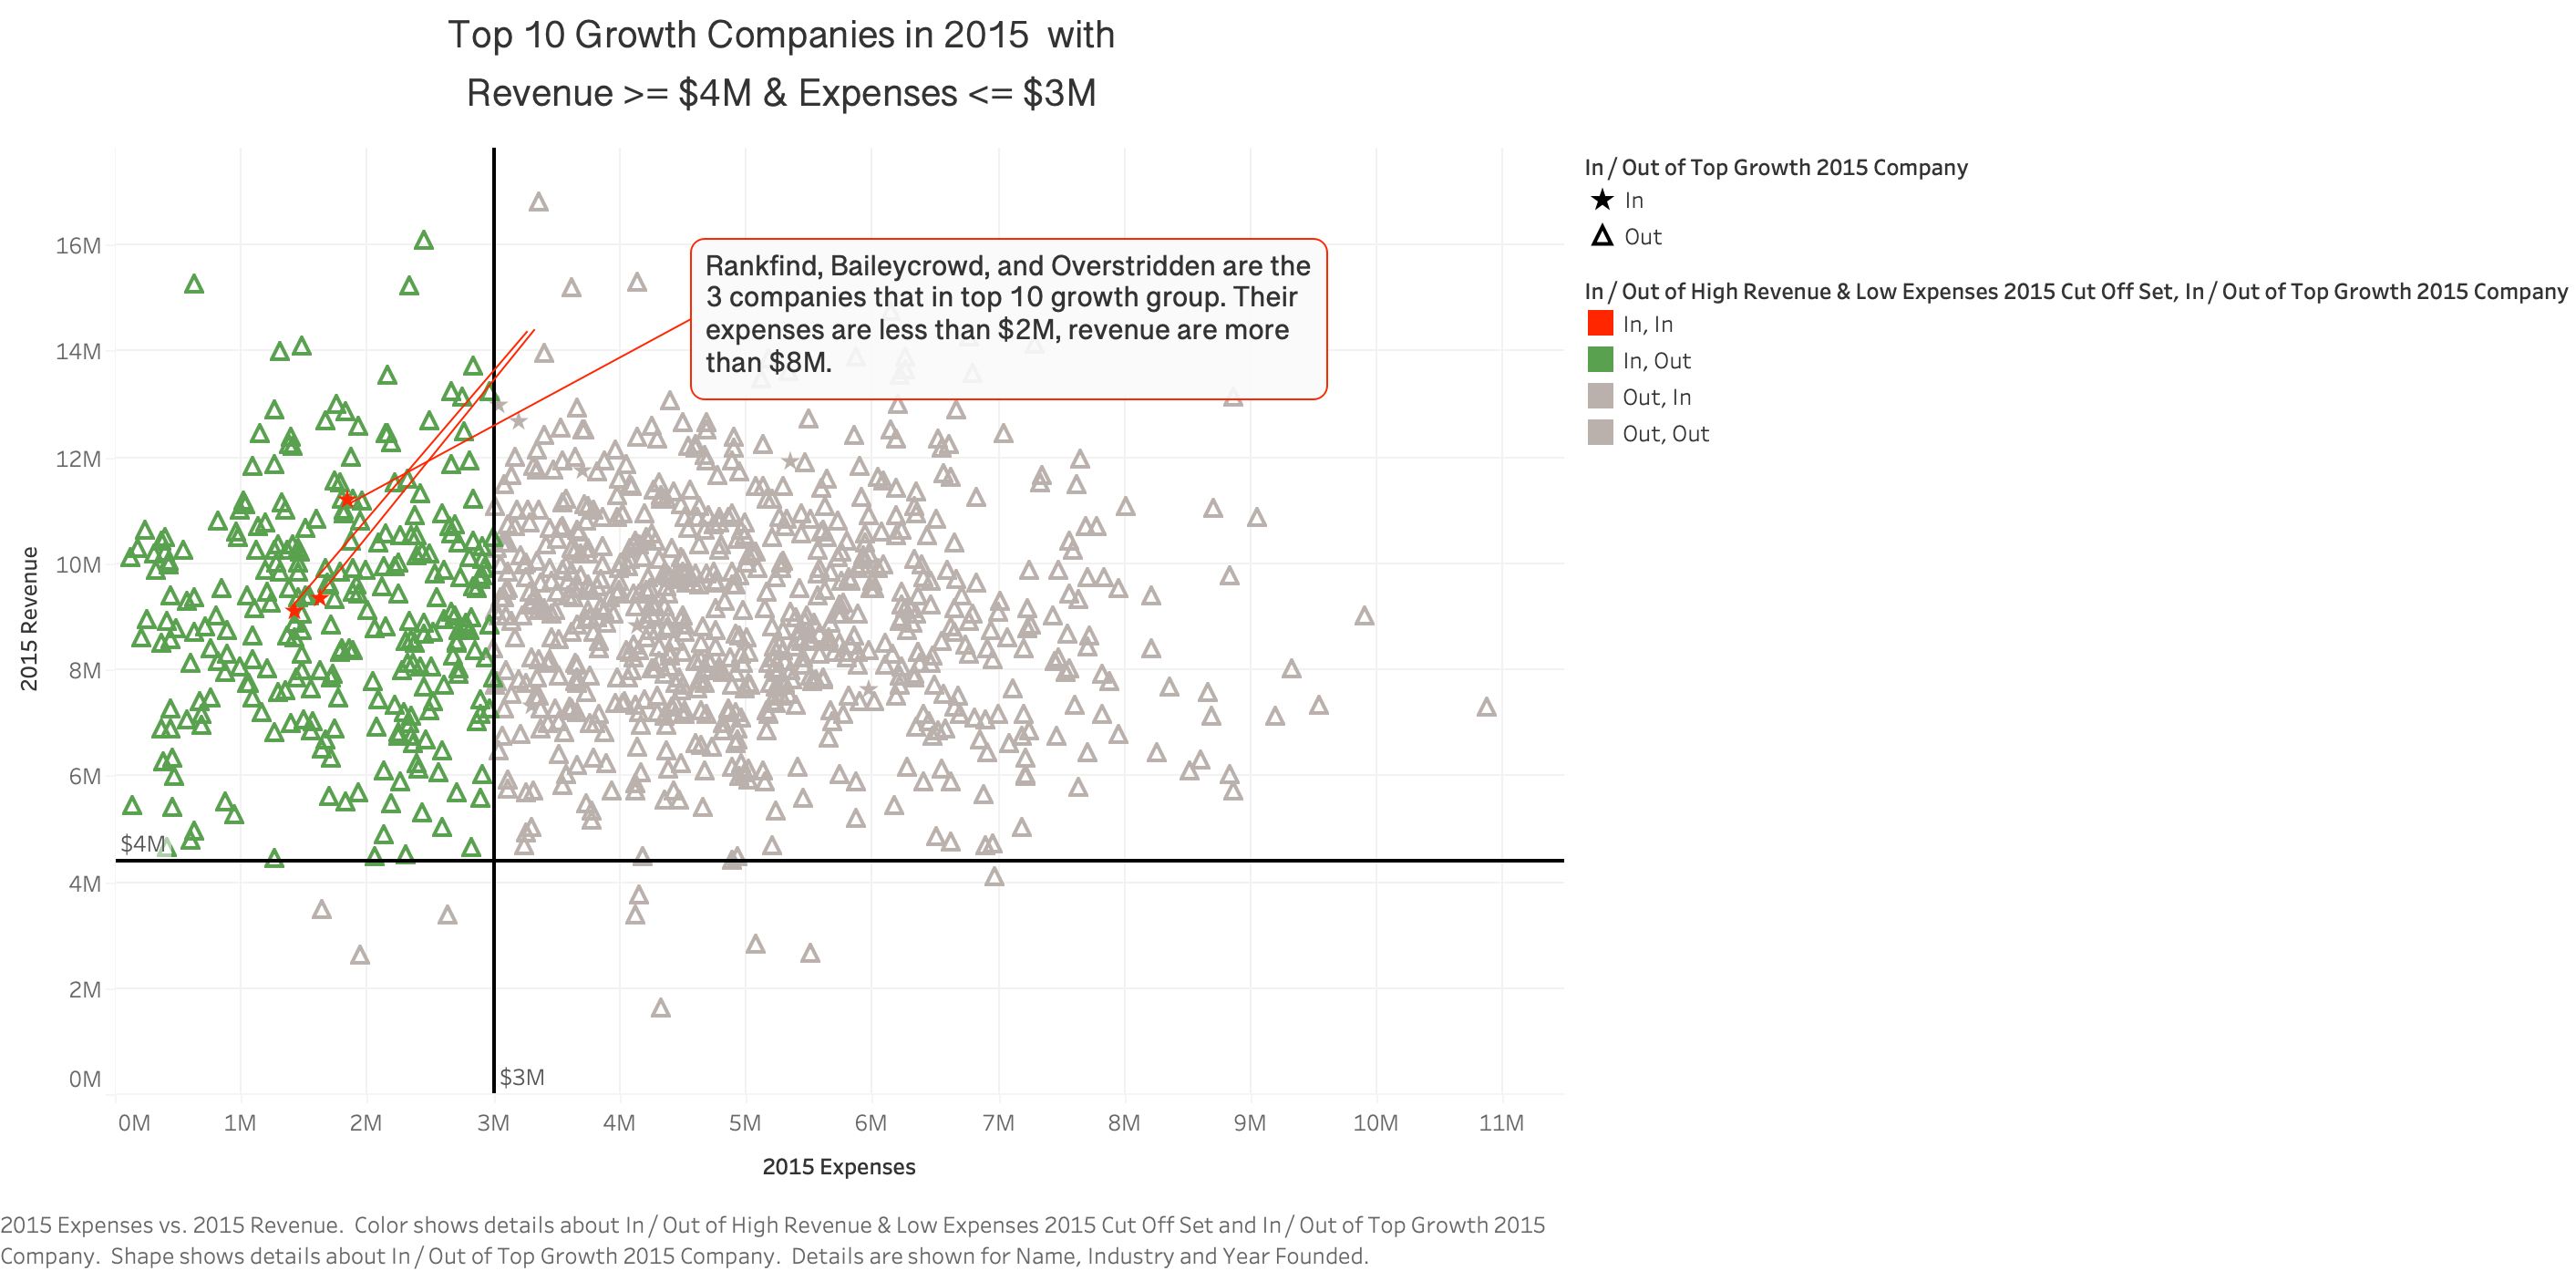 Top 10 Growth Companies in 2015  with
Revenue >= $4M & Expenses <= $3M
In / Out of Top Growth 2015 Company
In
Out
In / Out of High Revenue & Low Expenses 2015 Cut Off Set, In / Out of Top Growth 2015 Company
In, In
In, Out
Out, In
Out, Out
Rankfind, Baileycrowd, and Overstridden are the
3 companies that in top 10 growth group. Their
expenses are less than $2M, revenue are more
than $8M.
2015 Revenue
16M
14M
12M
10M
8M
6M
$4M
4M
2M
0M
$3M
0M
1M
2M
3M
4M
5M
6M
7M
8M
9M
10M
11M
2015 Expenses
2015 Expenses vs. 2015 Revenue.  Color shows details about In / Out of High Revenue & Low Expenses 2015 Cut Off Set and In / Out of Top Growth 2015
Company.  Shape shows details about In / Out of Top Growth 2015 Company.  Details are shown for Name, Industry and Year Founded.